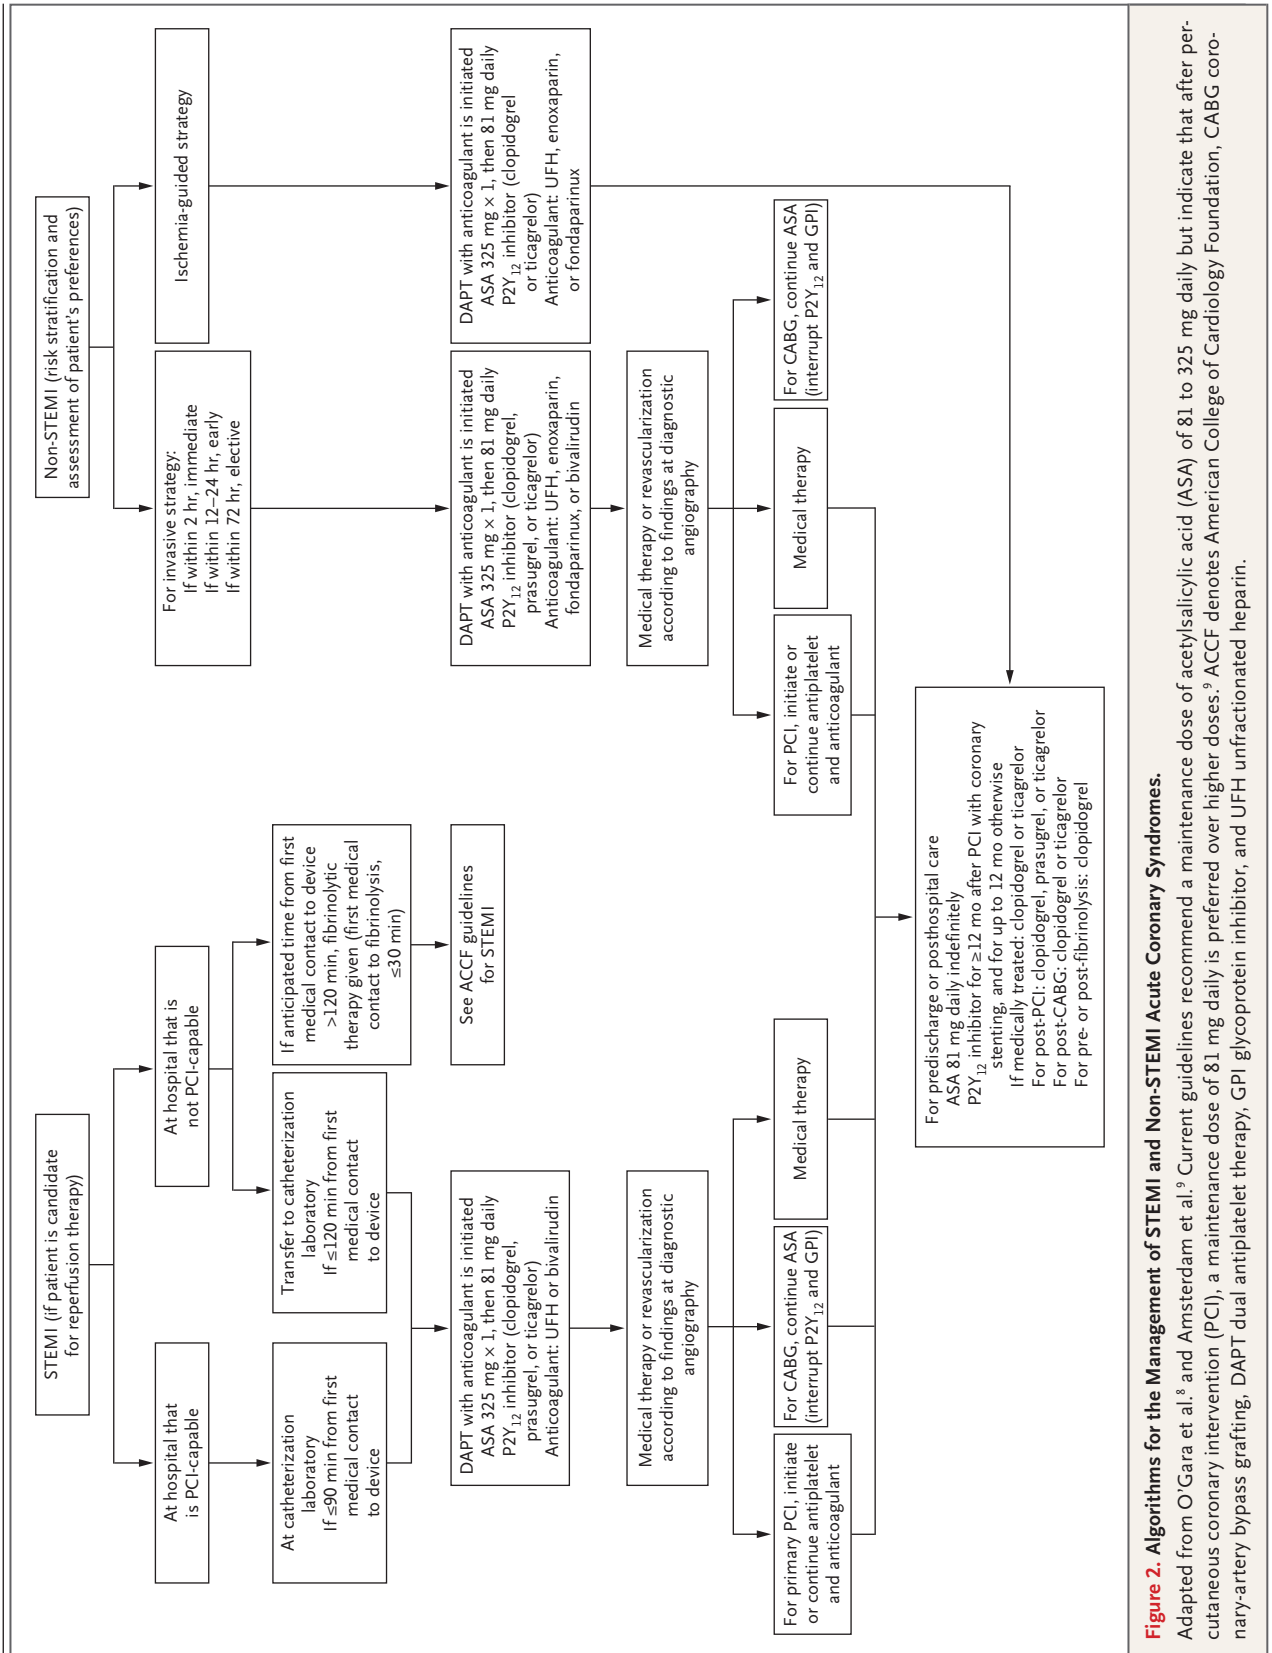 STEMI (if patient is candidate
for reperfusion therapy)
At hospital that
is PCI-capable
At hospital that is
not PCI-capable
At catheterization
laboratory
If ≤90 min from first
medical contact
to device
Transfer to catheterization
laboratory
If ≤120 min from first
medical contact
to device
If anticipated time from first
medical contact to device
>120 min, fibrinolytic
therapy given (first medical
contact to fibrinolysis,
≤30 min)
See ACCF guidelines
for STEMI
DAPT with anticoagulant is initiated
ASA 325 mg × 1, then 81 mg daily
P2Y₁₂ inhibitor (clopidogrel,
prasugrel, or ticagrelor)
Anticoagulant: UFH or bivalirudin
Medical therapy or revascularization
according to findings at diagnostic
angiography
For primary PCI, initiate
or continue antiplatelet
and anticoagulant
For CABG, continue ASA
(interrupt P2Y₁₂ and GPI)
Medical therapy
Non-STEMI (risk stratification and
assessment of patient's preferences)
For invasive strategy:
If within 2 hr, immediate
If within 12–24 hr, early
If within 72 hr, elective
Ischemia-guided strategy
DAPT with anticoagulant is initiated
ASA 325 mg × 1, then 81 mg daily
P2Y₁₂ inhibitor (clopidogrel,
prasugrel, or ticagrelor)
Anticoagulant: UFH, enoxaparin,
fondaparinux, or bivalirudin
DAPT with anticoagulant is initiated
ASA 325 mg × 1, then 81 mg daily
P2Y₁₂ inhibitor (clopidogrel
or ticagrelor)
Anticoagulant: UFH, enoxaparin,
or fondaparinux
Medical therapy or revascularization
according to findings at diagnostic
angiography
For PCI, initiate or
continue antiplatelet
and anticoagulant
Medical therapy
For CABG, continue ASA
(interrupt P2Y₁₂ and GPI)
For predischarge or posthospital care
ASA 81 mg daily indefinitely
P2Y₁₂ inhibitor for ≥12 mo after PCI with coronary
stenting, and for up to 12 mo otherwise
If medically treated: clopidogrel or ticagrelor
For post-PCI: clopidogrel, prasugrel, or ticagrelor
For post-CABG: clopidogrel or ticagrelor
For pre- or post-fibrinolysis: clopidogrel
Figure 2. Algorithms for the Management of STEMI and Non-STEMI Acute Coronary Syndromes.
Adapted from O'Gara et al.⁸ and Amsterdam et al.⁹ Current guidelines recommend a maintenance dose of acetylsalicylic acid (ASA) of 81 to 325 mg daily but indicate that after per-
cutaneous coronary intervention (PCI), a maintenance dose of 81 mg daily is preferred over higher doses.⁹ ACCF denotes American College of Cardiology Foundation, CABG coro-
nary-artery bypass grafting, DAPT dual antiplatelet therapy, GPI glycoprotein inhibitor, and UFH unfractionated heparin.